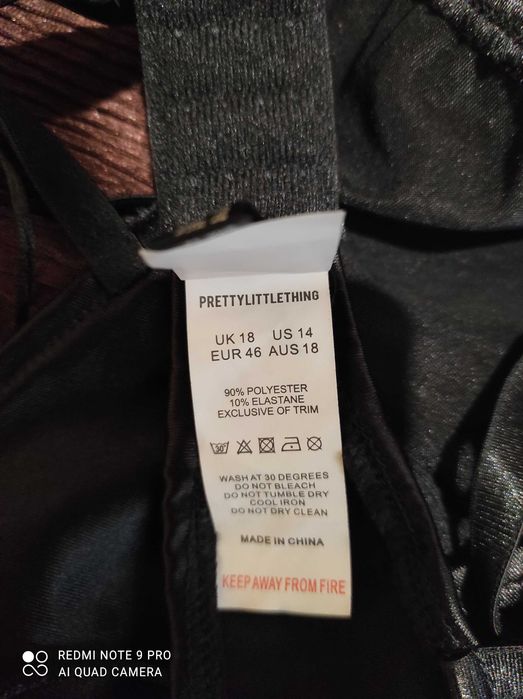 PRETTYLITTLETHING
UK 18 US 14
EUR 46 AUS 18
90% POLYESTER
10% ELASTANE
EXCLUSIVE OF TRIM
30°
WASH AT 30 DEGREES
DO NOT BLEACH
DO NOT TUMBLE DRY
COOL IRON
DO NOT DRY CLEAN
MADE IN CHINA
KEEP AWAY FROM FIRE
REDMI NOTE 9 PRO
AI QUAD CAMERA